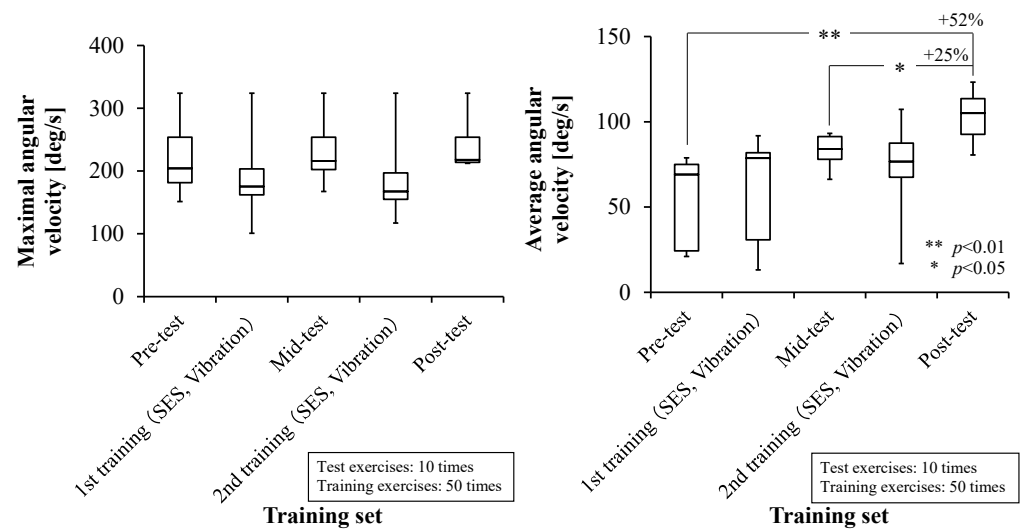 Maximal angular
velocity [deg/s]
400
300
200
100
0
Pre-test
1st training (SES, Vibration)
Mid-test
2nd training (SES, Vibration)
Post-test
Test exercises: 10 times
Training exercises: 50 times
Training set
Average angular
velocity [deg/s]
150
100
50
0
+52%
**
+25%
*
** p<0.01
* p<0.05
Pre-test
1st training (SES, Vibration)
Mid-test
2nd training (SES, Vibration)
Post-test
Test exercises: 10 times
Training exercises: 50 times
Training set